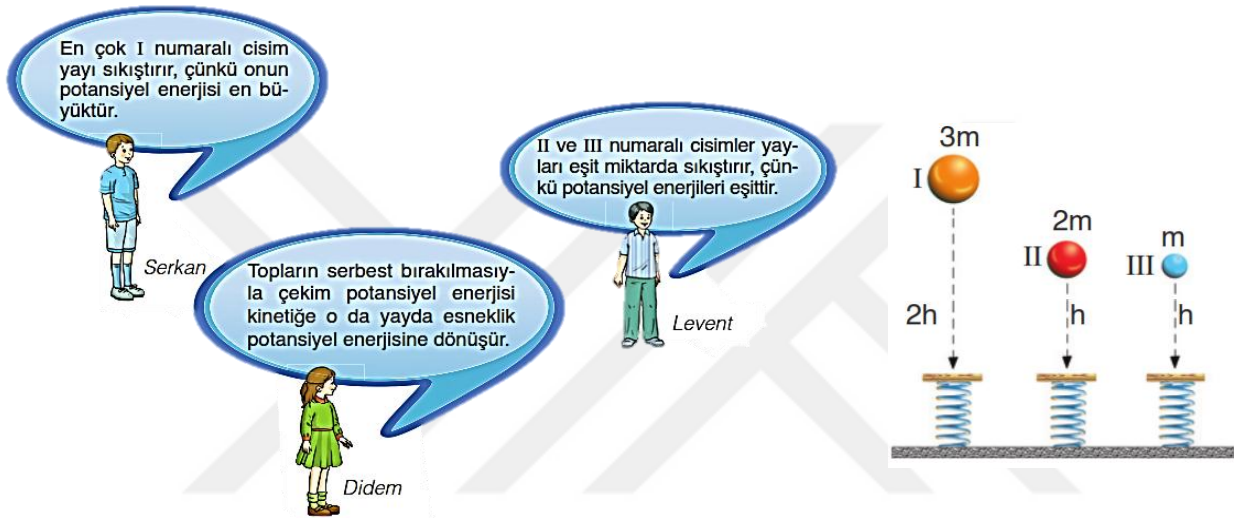 En çok I numaralı cisim
yayı sıkıştırır, çünkü onun
potansiyel enerjisi en bü-
yüktür.
Serkan
Topların serbest bırakılmasıy-
la çekim potansiyel enerjisi
kinetiğe o da yayda esneklik
potansiyel enerjisine dönüşür.
Didem
II ve III numaralı cisimler yay-
ları eşit miktarda sıkıştırır, çün-
kü potansiyel enerjileri eşittir.
Levent
3m
I
2h
2m
II
h
m
III
h